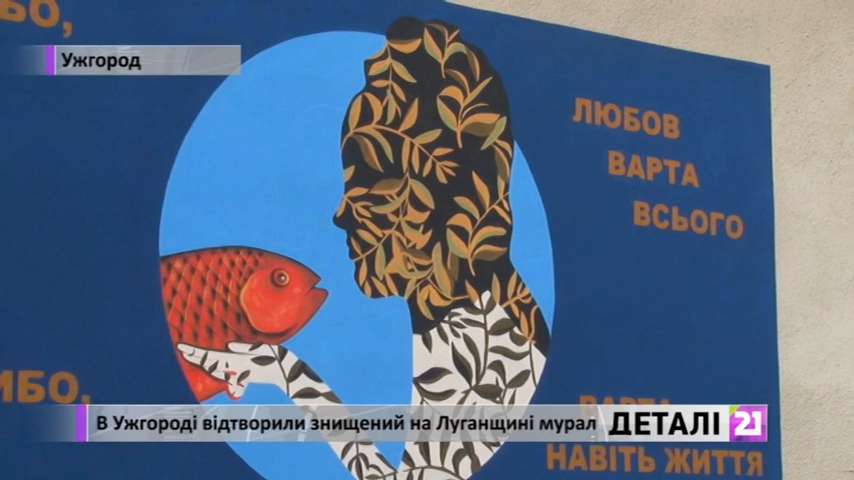 Ужгород
ЛЮБОВ
ВАРТА
ВСЬОГО
НАВІТЬ ЖИТТЯ
В Ужгороді відтворили знищений на Луганщині мурал
ДЕТАЛІ 21